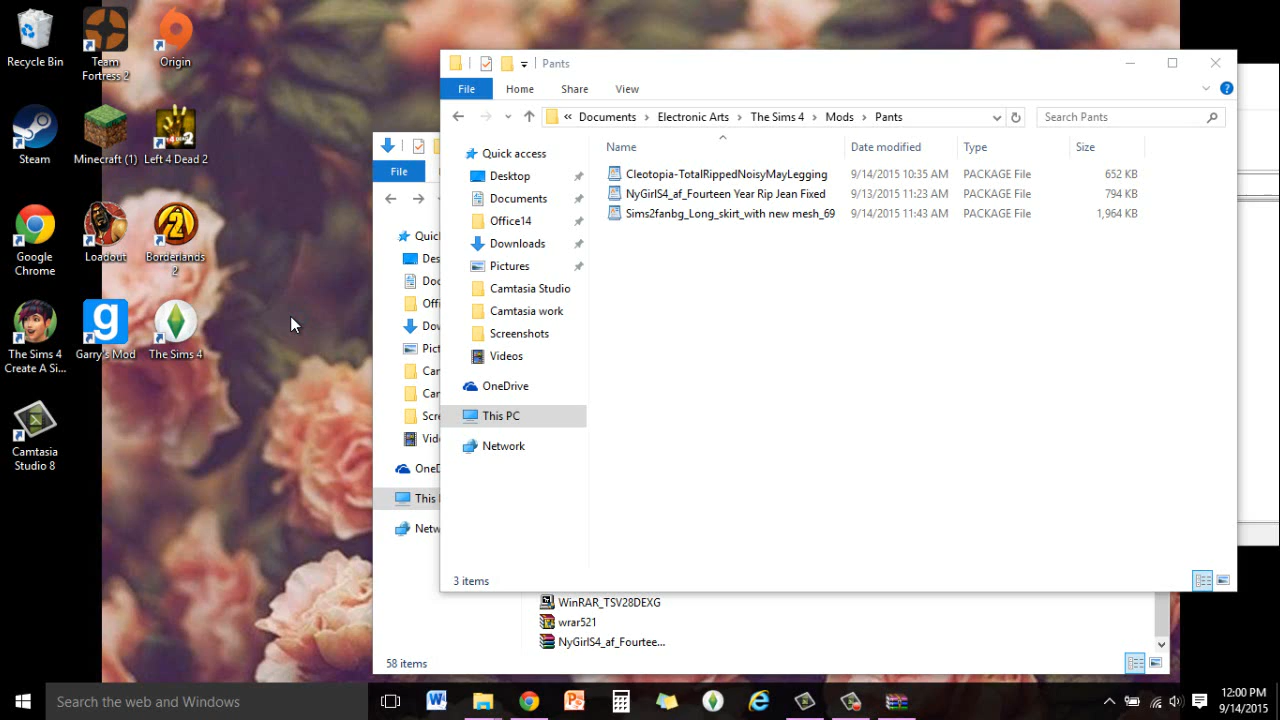 Recycle Bin
Team
Fortress 2
Origin
Steam
Minecraft (1)
Left 4 Dead 2
Google
Chrome
Loadout
Borderlands
2
The Sims 4
Create A Si...
Garry's Mod
The Sims 4
Camtasia
Studio 8
Pants
File
Home
Share
View
« Documents > Electronic Arts > The Sims 4 > Mods > Pants
Search Pants
Name
Date modified
Type
Size
Cleotopia-TotalRippedNoisyMayLegging 9/14/2015 10:35 AM PACKAGE File 652 KB
NyGirlS4_af_Fourteen Year Rip Jean Fixed 9/13/2015 11:23 AM PACKAGE File 794 KB
Sims2fanbg_Long_skirt_with new mesh_69 9/14/2015 11:43 AM PACKAGE File 1,964 KB
Quick access
Desktop
Documents
Office14
Downloads
Pictures
Camtasia Studio
Camtasia work
Screenshots
Videos
OneDrive
This PC
Network
3 items
File
Quic
Des
Doc
Offi
Dov
Pict
Car
Car
Scre
Vid
OneD
This
Netw
WinRAR_TSV28DEXG
wrar521
NyGirlS4_af_Fourtee...
58 items
Search the web and Windows
12:00 PM
9/14/2015